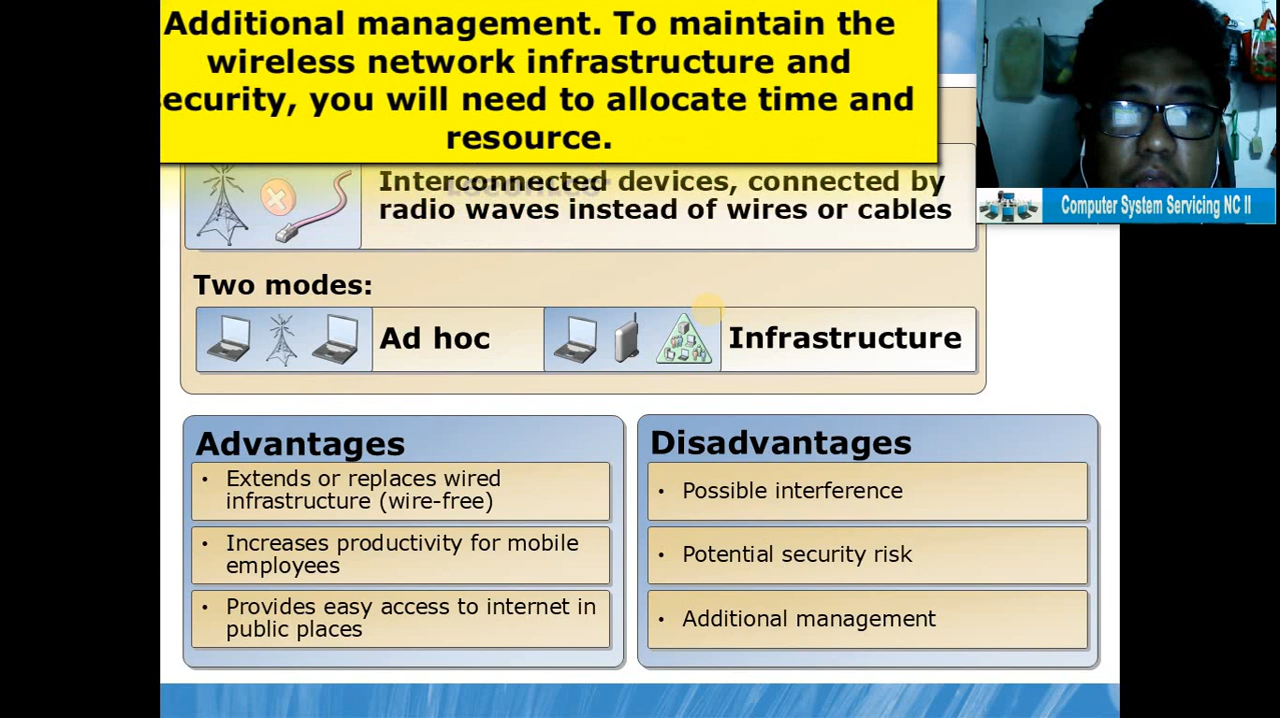 Additional management. To maintain the
wireless network infrastructure and
security, you will need to allocate time and
resource.
Computer System Servicing NC II
Interconnected devices, connected by
radio waves instead of wires or cables
Two modes:
Ad hoc
Infrastructure
Advantages
• Extends or replaces wired
infrastructure (wire-free)
• Increases productivity for mobile
employees
• Provides easy access to internet in
public places
Disadvantages
• Possible interference
• Potential security risk
• Additional management